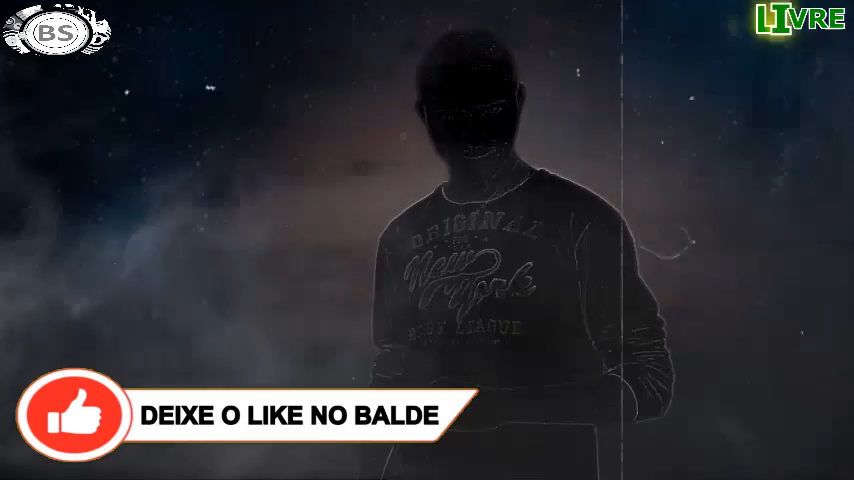 BS
LIVRE
ORIGINAL
New
York
LEAGUE
DEIXE O LIKE NO BALDE